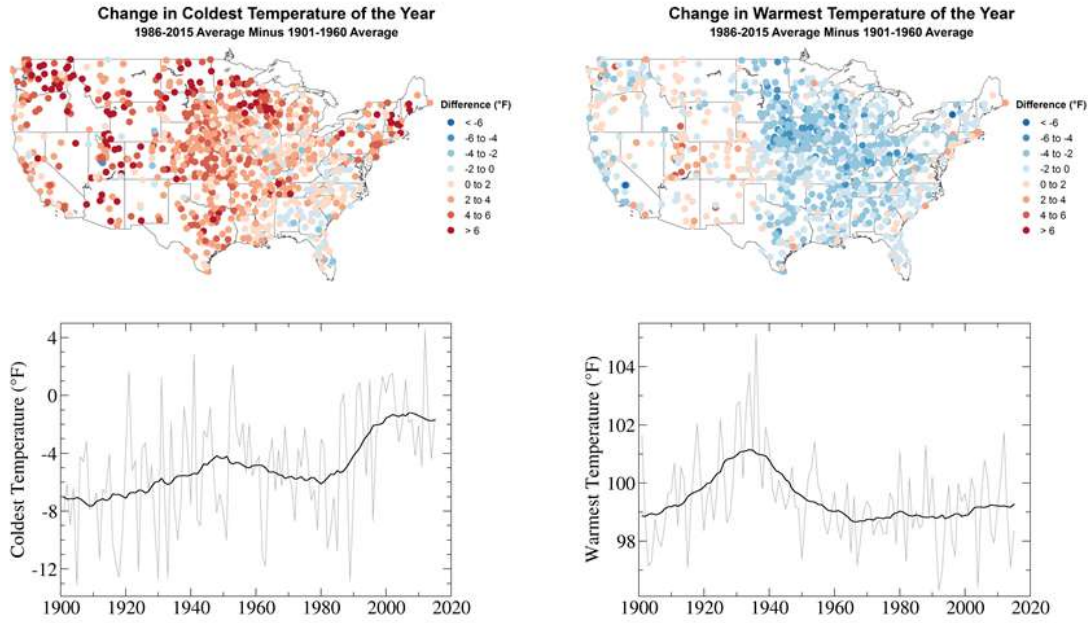 Change in Coldest Temperature of the Year
1986-2015 Average Minus 1901-1960 Average
Difference (°F)
< -6
-6 to -4
-4 to -2
-2 to 0
0 to 2
2 to 4
4 to 6
> 6
Change in Warmest Temperature of the Year
1986-2015 Average Minus 1901-1960 Average
Difference (°F)
< -6
-6 to -4
-4 to -2
-2 to 0
0 to 2
2 to 4
4 to 6
> 6
Coldest Temperature (°F)
4
0
-4
-8
-12
1900 1920 1940 1960 1980 2000 2020
Warmest Temperature (°F)
104
102
100
98
1900 1920 1940 1960 1980 2000 2020